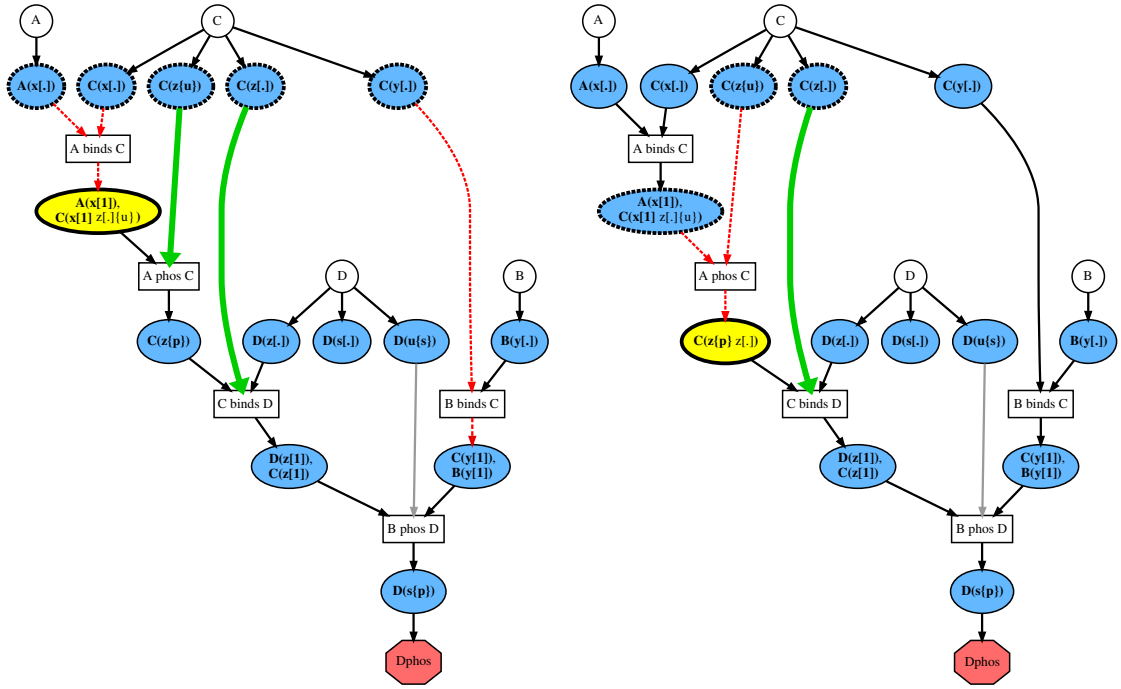 A
C
A(x[.])
C(x[.])
C(z{u})
C(z[.])
C(y[.])
A binds C
A(x[1]),
C(x[1] z[.]{u})
A phos C
D
B
C(z{p})
D(z[.])
D(s[.])
D(u{s})
B(y[.])
C binds D
B binds C
D(z[1]),
C(z[1])
C(y[1]),
B(y[1])
B phos D
D(s{p})
Dphos
A
C
A(x[.])
C(x[.])
C(z{u})
C(z[.])
C(y[.])
A binds C
A(x[1]),
C(x[1] z[.]{u})
A phos C
D
B
C(z{p} z[.])
D(z[.])
D(s[.])
D(u{s})
B(y[.])
C binds D
B binds C
D(z[1]),
C(z[1])
C(y[1]),
B(y[1])
B phos D
D(s{p})
Dphos